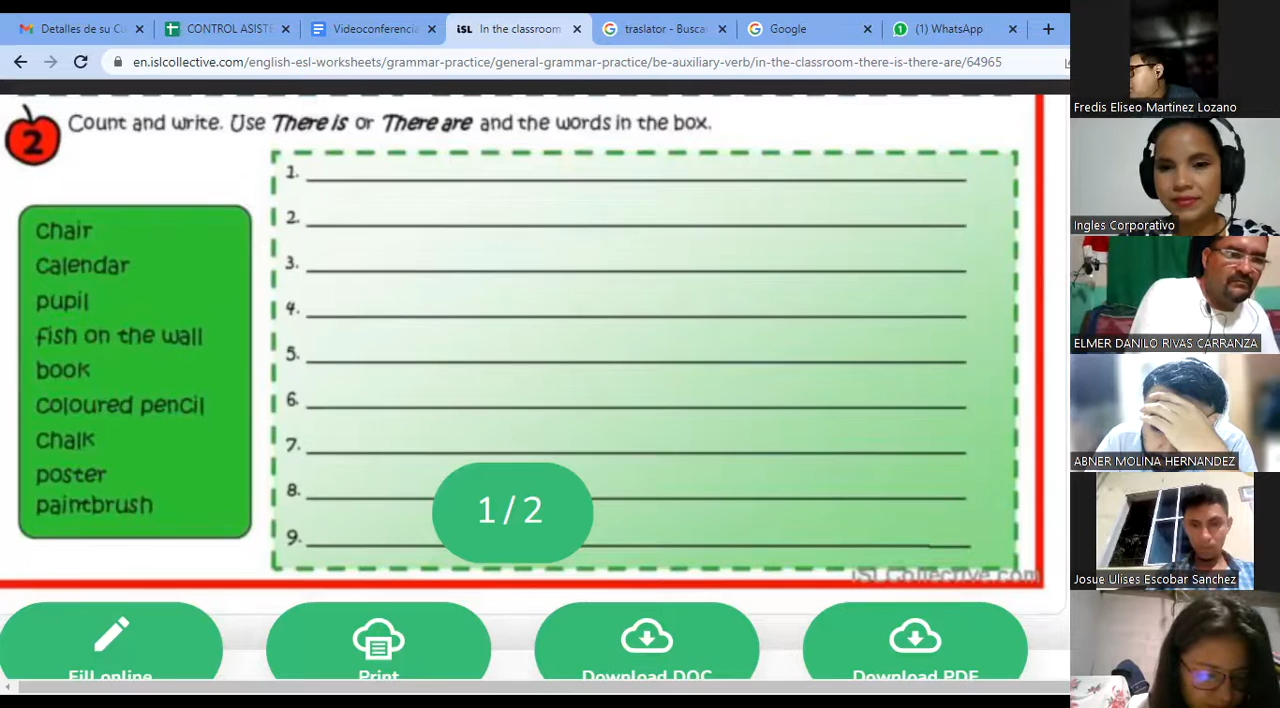 Detalles de su Cu
CONTROL ASISTE
Videoconferencia
iSL In the classroom
traslator - Busca
Google
(1) WhatsApp
en.islcollective.com/english-esl-worksheets/grammar-practice/general-grammar-practice/be-auxiliary-verb/in-the-classroom-there-is-there-are/64965
2 Count and write. Use There is or There are and the words in the box.
chair
calendar
pupil
fish on the wall
book
coloured pencil
chalk
poster
paintbrush
1.
2.
3.
4.
5.
6.
7.
8.
9.
1 / 2
iSLCollective.com
Fill online
Print
Download DOC
Download PDF
Fredis Eliseo Martinez Lozano
Ingles Corporativo
ELMER DANILO RIVAS CARRANZA
ABNER MOLINA HERNANDEZ
Josue Ulises Escobar Sanchez